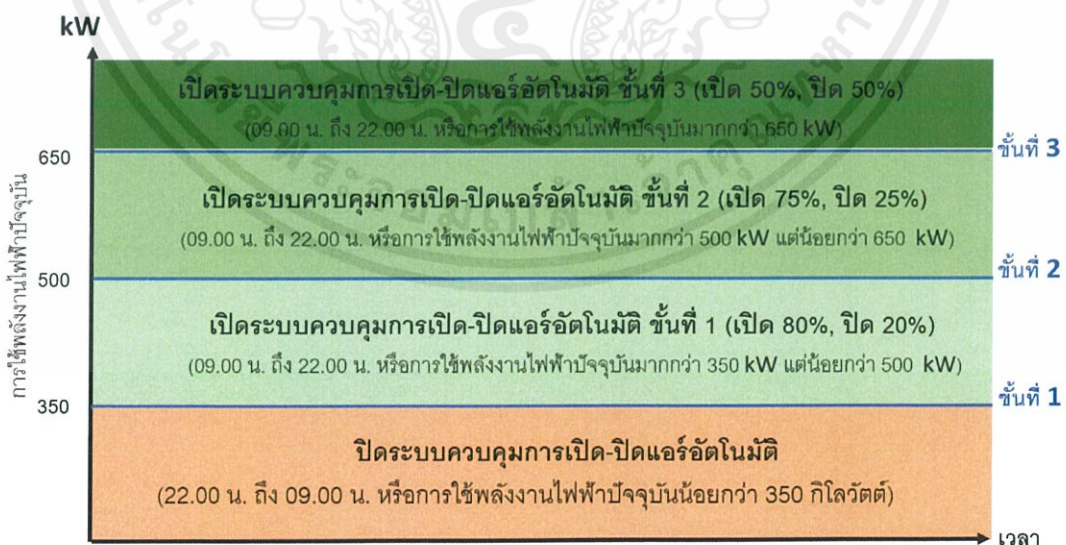 kW
เปิดระบบควบคุมการเปิด-ปิดแอร์อัตโนมัติ ขั้นที่ 3 (เปิด 50%, ปิด 50%)
(09.00 น. ถึง 22.00 น. หรือการใช้พลังงานไฟฟ้าปัจจุบันมากกว่า 650 kW)
650
ขั้นที่ 3
เปิดระบบควบคุมการเปิด-ปิดแอร์อัตโนมัติ ขั้นที่ 2 (เปิด 75%, ปิด 25%)
(09.00 น. ถึง 22.00 น. หรือการใช้พลังงานไฟฟ้าปัจจุบันมากกว่า 500 kW แต่น้อยกว่า 650 kW)
การใช้พลังงานไฟฟ้าปัจจุบัน
500
ขั้นที่ 2
เปิดระบบควบคุมการเปิด-ปิดแอร์อัตโนมัติ ขั้นที่ 1 (เปิด 80%, ปิด 20%)
(09.00 น. ถึง 22.00 น. หรือการใช้พลังงานไฟฟ้าปัจจุบันมากกว่า 350 kW แต่น้อยกว่า 500 kW)
350
ขั้นที่ 1
ปิดระบบควบคุมการเปิด-ปิดแอร์อัตโนมัติ
(22.00 น. ถึง 09.00 น. หรือการใช้พลังงานไฟฟ้าปัจจุบันน้อยกว่า 350 กิโลวัตต์)
เวลา